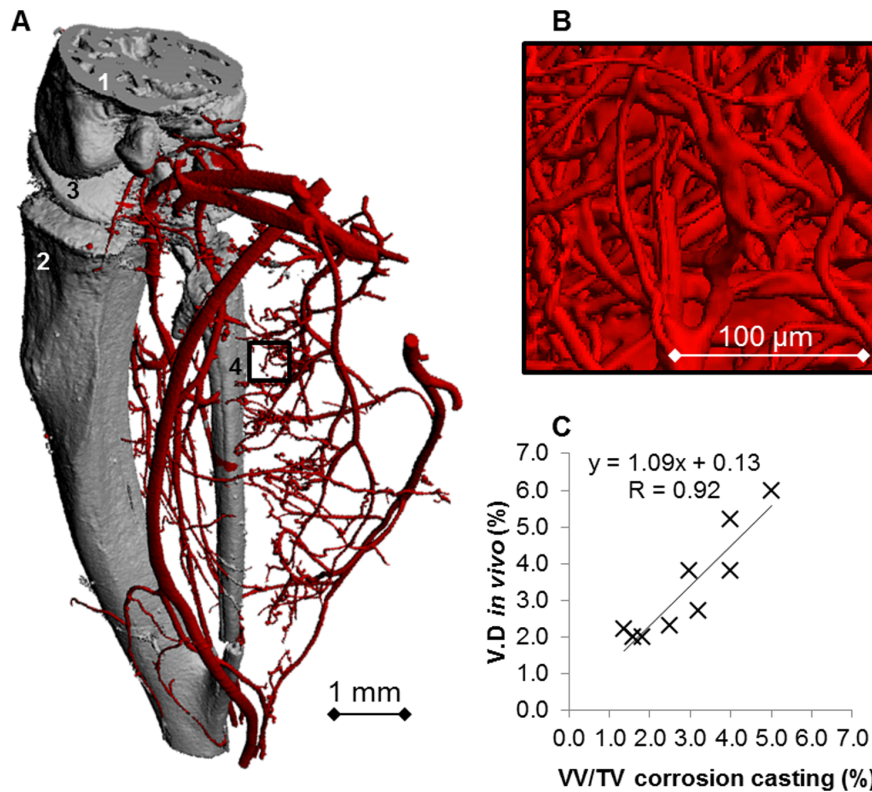 A
1
3
2
4
1 mm
B
100 µm
C
7.0
y = 1.09x + 0.13
6.0
R = 0.92
5.0
4.0
3.0
2.0
1.0
0.0
V.D in vivo (%)
0.0 1.0 2.0 3.0 4.0 5.0 6.0 7.0
VV/TV corrosion casting (%)